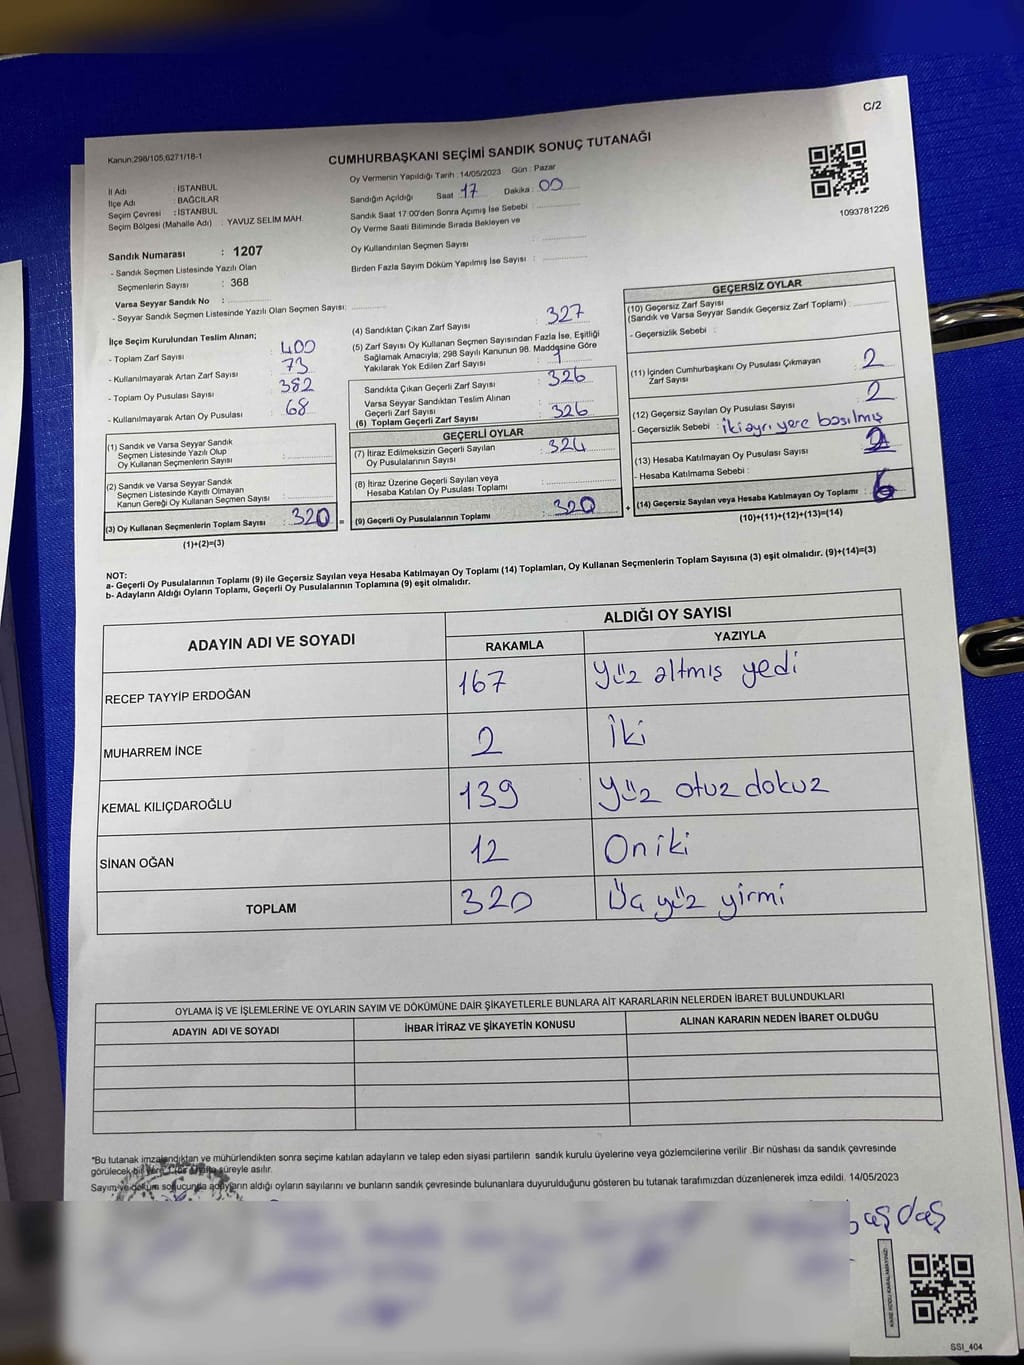 C/2
Kanun;298/105;6271/18-1
CUMHURBAŞKANI SEÇİMİ SANDIK SONUÇ TUTANAĞI
İl Adı : İSTANBUL
İlçe Adı : BAĞCILAR
Seçim Çevresi : İSTANBUL
Seçim Bölgesi (Mahalle Adı) : YAVUZ SELİM MAH.
Oy Vermenin Yapıldığı Tarih : 14/05/2023 Gün : Pazar
Sandığın Açıldığı Saat 17 Dakika : 00
Sandık Saat 17:00'den Sonra Açımış İse Sebebi :
Oy Verme Saati Bitiminde Sırada Bekleyen ve
Oy Kullandırılan Seçmen Sayısı :
Birden Fazla Sayım Döküm Yapılmış İse Sayısı :
1093781226
Sandık Numarası : 1207
- Sandık Seçmen Listesinde Yazılı Olan
Seçmenlerin Sayısı : 368
Varsa Seyyar Sandık No :
- Seyyar Sandık Seçmen Listesinde Yazılı Olan Seçmen Sayısı:
İlçe Seçim Kurulundan Teslim Alınan;
- Toplam Zarf Sayısı : 400
- Kullanılmayarak Artan Zarf Sayısı : 73
- Toplam Oy Pusulası Sayısı : 382
- Kullanılmayarak Artan Oy Pusulası : 68
(1) Sandık ve Varsa Seyyar Sandık
Seçmen Listesinde Yazılı Olup
Oy Kullanan Seçmenlerin Sayısı :
(2) Sandık ve Varsa Seyyar Sandık
Seçmen Listesinde Kayıtlı Olmayan
Kanun Gereği Oy Kullanan Seçmen Sayısı :
(3) Oy Kullanan Seçmenlerin Toplam Sayısı : 320 =
(1)+(2)=(3)
(4) Sandıktan Çıkan Zarf Sayısı : 327
(5) Zarf Sayısı Oy Kullanan Seçmen Sayısından Fazla İse, Eşitliği
Sağlamak Amacıyla; 298 Sayılı Kanunun 98. Maddesine Göre
Yakılarak Yok Edilen Zarf Sayısı : 1
Sandıkta Çıkan Geçerli Zarf Sayısı : 326
Varsa Seyyar Sandıktan Teslim Alınan
Geçerli Zarf Sayısı
(6) Toplam Geçerli Zarf Sayısı : 326
GEÇERLİ OYLAR
(7) İtiraz Edilmeksizin Geçerli Sayılan
Oy Pusulalarının Sayısı : 324
(8) İtiraz Üzerine Geçerli Sayılan veya
Hesaba Katılan Oy Pusulası Toplamı :
(9) Geçerli Oy Pusulalarının Toplamı : 320 +
GEÇERSİZ OYLAR
(10) Geçersiz Zarf Sayısı
(Sandık ve Varsa Seyyar Sandık Geçersiz Zarf Toplamı) :
- Geçersizlik Sebebi :
(11) İçinden Cumhurbaşkanı Oy Pusulası Çıkmayan
Zarf Sayısı : 2
(12) Geçersiz Sayılan Oy Pusulası Sayısı : 2
- Geçersizlik Sebebi : iki ayrı yere basılmış
(13) Hesaba Katılmayan Oy Pusulası Sayısı : 2
- Hesaba Katılmama Sebebi :
(14) Geçersiz Sayılan veya Hesaba Katılmayan Oy Toplamı : 6
(10)+(11)+(12)+(13)=(14)
NOT:
a- Geçerli Oy Pusulalarının Toplamı (9) ile Geçersiz Sayılan veya Hesaba Katılmayan Oy Toplamı (14) Toplamları, Oy Kullanan Seçmenlerin Toplam Sayısına (3) eşit olmalıdır. (9)+(14)=(3)
b- Adayların Aldığı Oyların Toplamı, Geçerli Oy Pusulalarının Toplamına (9) eşit olmalıdır.
ADAYIN ADI VE SOYADI
ALDIĞI OY SAYISI
RAKAMLA YAZIYLA
RECEP TAYYİP ERDOĞAN 167 Yüz altmış yedi
MUHARREM İNCE 2 İki
KEMAL KILIÇDAROĞLU 139 Yüz otuz dokuz
SİNAN OĞAN 12 On iki
TOPLAM 320 Üç yüz yirmi
OYLAMA İŞ VE İŞLEMLERİNE VE OYLARIN SAYIM VE DÖKÜMÜNE DAİR ŞİKAYETLERLE BUNLARA AİT KARARLARIN NELERDEN İBARET BULUNDUKLARI
ADAYIN ADI VE SOYADI İHBAR İTİRAZ VE ŞİKAYETİN KONUSU ALINAN KARARIN NEDEN İBARET OLDUĞU
*Bu tutanak imzalandıktan ve mühürlendikten sonra seçime katılan adayların ve talep eden siyasi partilerin sandık kurulu üyelerine veya gözlemcilerine verilir .Bir nüshası da sandık çevresinde
görülecek bir yere süreyle asılır.
Sayım ve döküm sonucunda adayların aldığı oyların sayılarını ve bunların sandık çevresinde bulunanlara duyurulduğunu gösteren bu tutanak tarafımızdan düzenlenerek imza edildi. 14/05/2023
SSI_404